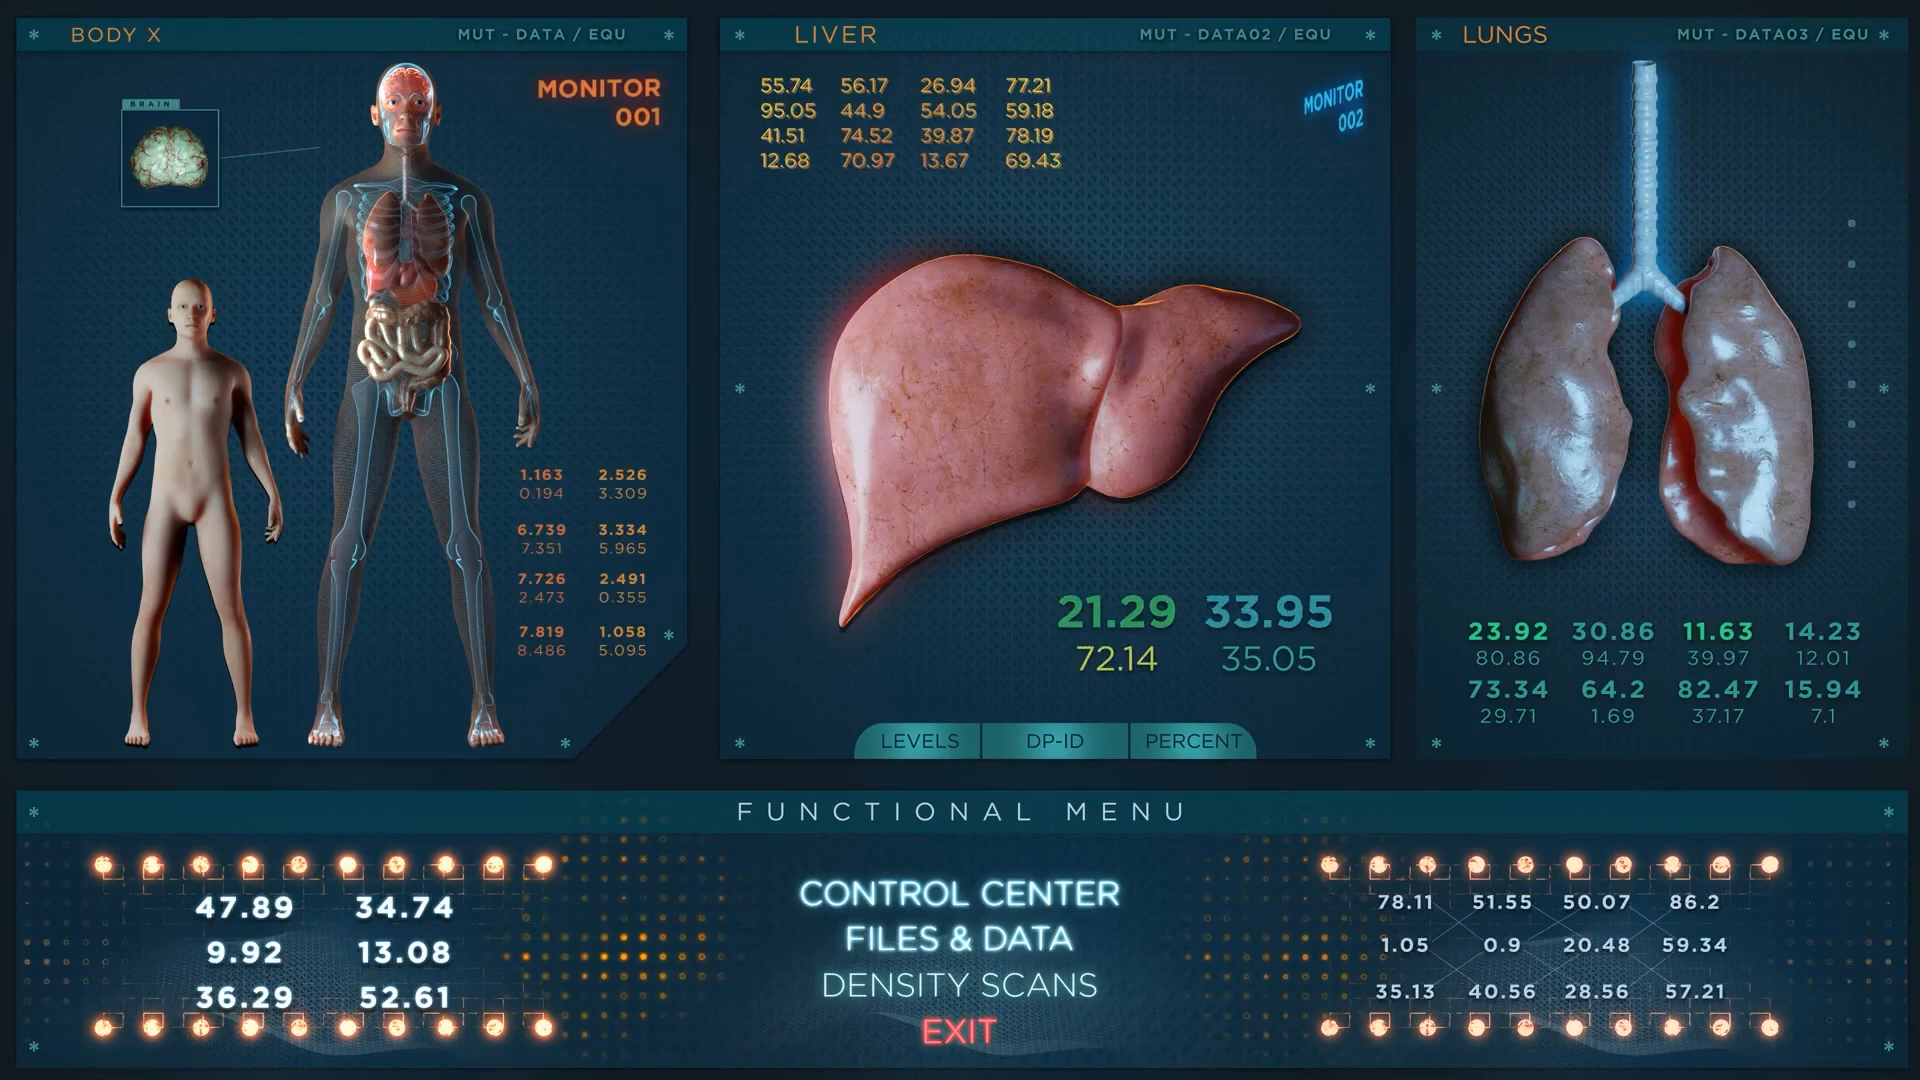 * BODY X MUT - DATA / EQU *
MONITOR
001
BRAIN
1.163 2.526
0.194 3.309
6.739 3.334
7.351 5.965
7.726 2.491
2.473 0.355
7.819 1.058
8.486 5.095
* LIVER MUT - DATA02 / EQU *
55.74 56.17 26.94 77.21
95.05 44.9 54.05 59.18
41.51 74.52 39.87 78.19
12.68 70.97 13.67 69.43
MONITOR
002
21.29 33.95
72.14 35.05
LEVELS DP-ID PERCENT
* LUNGS MUT - DATA03 / EQU *
23.92 30.86 11.63 14.23
80.86 94.79 39.97 12.01
73.34 64.2 82.47 15.94
29.71 1.69 37.17 7.1
FUNCTIONAL MENU
47.89 34.74
9.92 13.08
36.29 52.61
CONTROL CENTER
FILES & DATA
DENSITY SCANS
EXIT
78.11 51.55 50.07 86.2
1.05 0.9 20.48 59.34
35.13 40.56 28.56 57.21